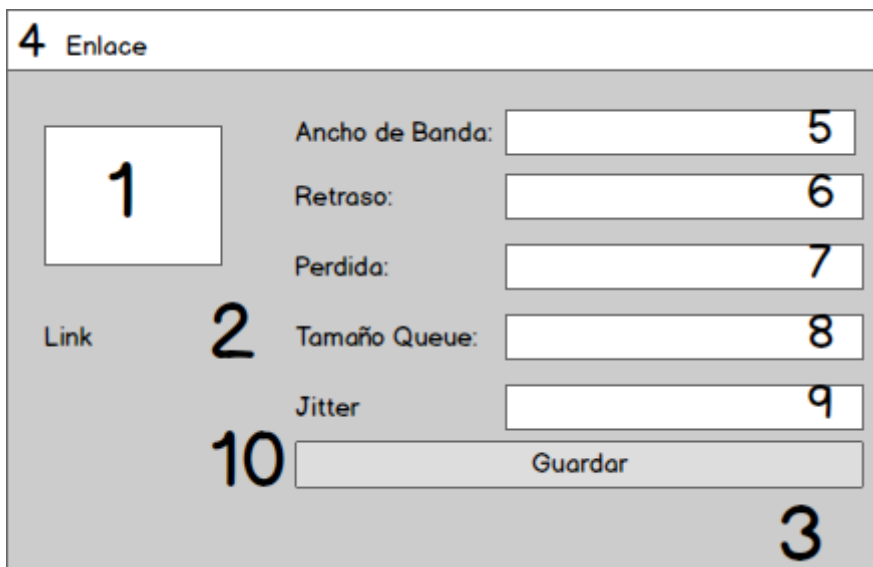 4 Enlace
Ancho de Banda: 5
1
Retraso: 6
Perdida: 7
Link 2 Tamaño Queue: 8
Jitter 9
10 Guardar
3